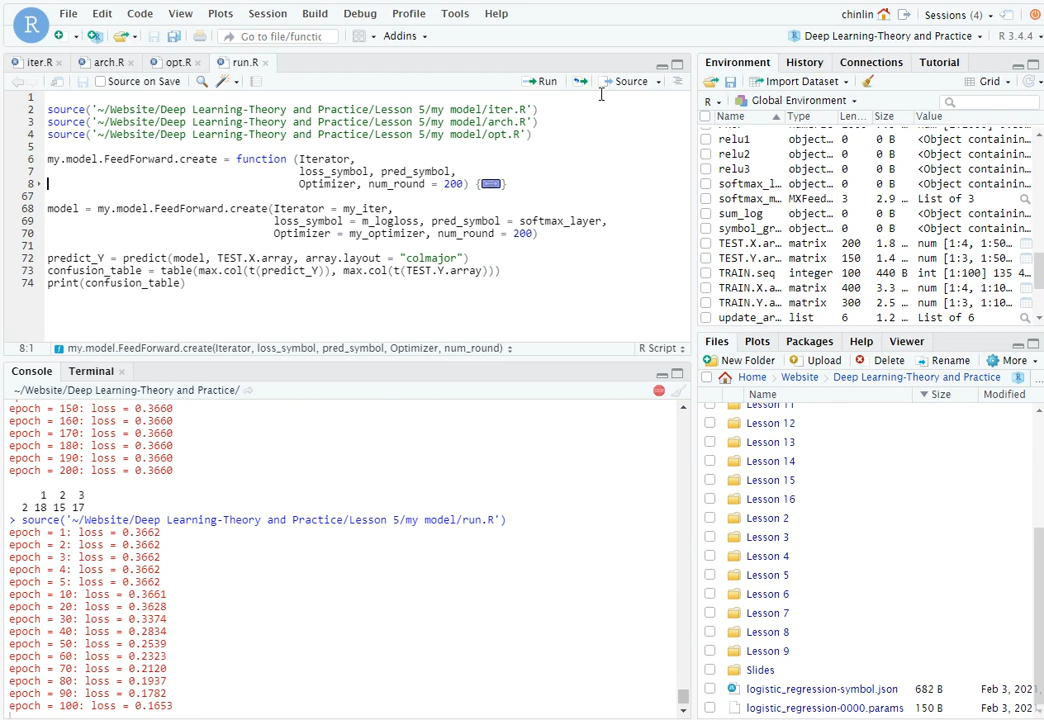 File Edit Code View Plots Session Build Debug Profile Tools Help
chinlin Sessions (4)
R Go to file/functic Addins Deep Learning-Theory and Practice R 3.4.4
iter.R arch.R opt.R run.R
Source on Save Run Source
1
2 source('~/Website/Deep Learning-Theory and Practice/Lesson 5/my model/iter.R')
3 source('~/Website/Deep Learning-Theory and Practice/Lesson 5/my model/arch.R')
4 source('~/Website/Deep Learning-Theory and Practice/Lesson 5/my model/opt.R')
5
6 my.model.FeedForward.create = function (Iterator,
7 loss_symbol, pred_symbol,
8 Optimizer, num_round = 200) {}
67
68 model = my.model.FeedForward.create(Iterator = my_iter,
69 loss_symbol = m_logloss, pred_symbol = softmax_layer,
70 Optimizer = my_optimizer, num_round = 200)
71
72 predict_Y = predict(model, TEST.X.array, array.layout = "colmajor")
73 confusion_table = table(max.col(t(predict_Y)), max.col(t(TEST.Y.array)))
74 print(confusion_table)
8:1 my.model.FeedForward.create(Iterator, loss_symbol, pred_symbol, Optimizer, num_round) R Script
Console Terminal
~/Website/Deep Learning-Theory and Practice/
epoch = 150: loss = 0.3660
epoch = 160: loss = 0.3660
epoch = 170: loss = 0.3660
epoch = 180: loss = 0.3660
epoch = 190: loss = 0.3660
epoch = 200: loss = 0.3660
1 2 3
2 18 15 17
> source('~/Website/Deep Learning-Theory and Practice/Lesson 5/my model/run.R')
epoch = 1: loss = 0.3662
epoch = 2: loss = 0.3662
epoch = 3: loss = 0.3662
epoch = 4: loss = 0.3662
epoch = 5: loss = 0.3662
epoch = 10: loss = 0.3661
epoch = 20: loss = 0.3628
epoch = 30: loss = 0.3374
epoch = 40: loss = 0.2834
epoch = 50: loss = 0.2539
epoch = 60: loss = 0.2323
epoch = 70: loss = 0.2120
epoch = 80: loss = 0.1937
epoch = 90: loss = 0.1782
epoch = 100: loss = 0.1653
Environment History Connections Tutorial
Import Dataset Grid
R Global Environment
Name Type Len... Size Value
relu1 object... 0 0 B <Object containin...
relu2 object... 0 0 B <Object containin...
relu3 object... 0 0 B <Object containin...
softmax_l... object... 0 0 B <Object containin...
softmax_m... MXFeed... 3 2.9 ... List of 3
sum_log object... 0 0 B <Object containin...
symbol_gr... object... 0 0 B <Object containin...
TEST.X.ar... matrix 200 1.8 ... num [1:4, 1:50...
TEST.Y.ar... matrix 150 1.4 ... num [1:3, 1:50...
TRAIN.seq integer 100 440 B int [1:100] 135 4...
TRAIN.X.a... matrix 400 3.3 ... num [1:4, 1:10...
TRAIN.Y.a... matrix 300 2.5 ... num [1:3, 1:10...
update_ar... list 6 1.2 ... List of 6
Files Plots Packages Help Viewer
New Folder Upload Delete Rename More
Home Website Deep Learning-Theory and Practice R ...
Name Size Modified
Lesson 11
Lesson 12
Lesson 13
Lesson 14
Lesson 15
Lesson 16
Lesson 2
Lesson 3
Lesson 4
Lesson 5
Lesson 6
Lesson 7
Lesson 8
Lesson 9
Slides
logistic_regression-symbol.json 682 B Feb 3, 202
logistic_regression-0000.params 150 B Feb 3, 202